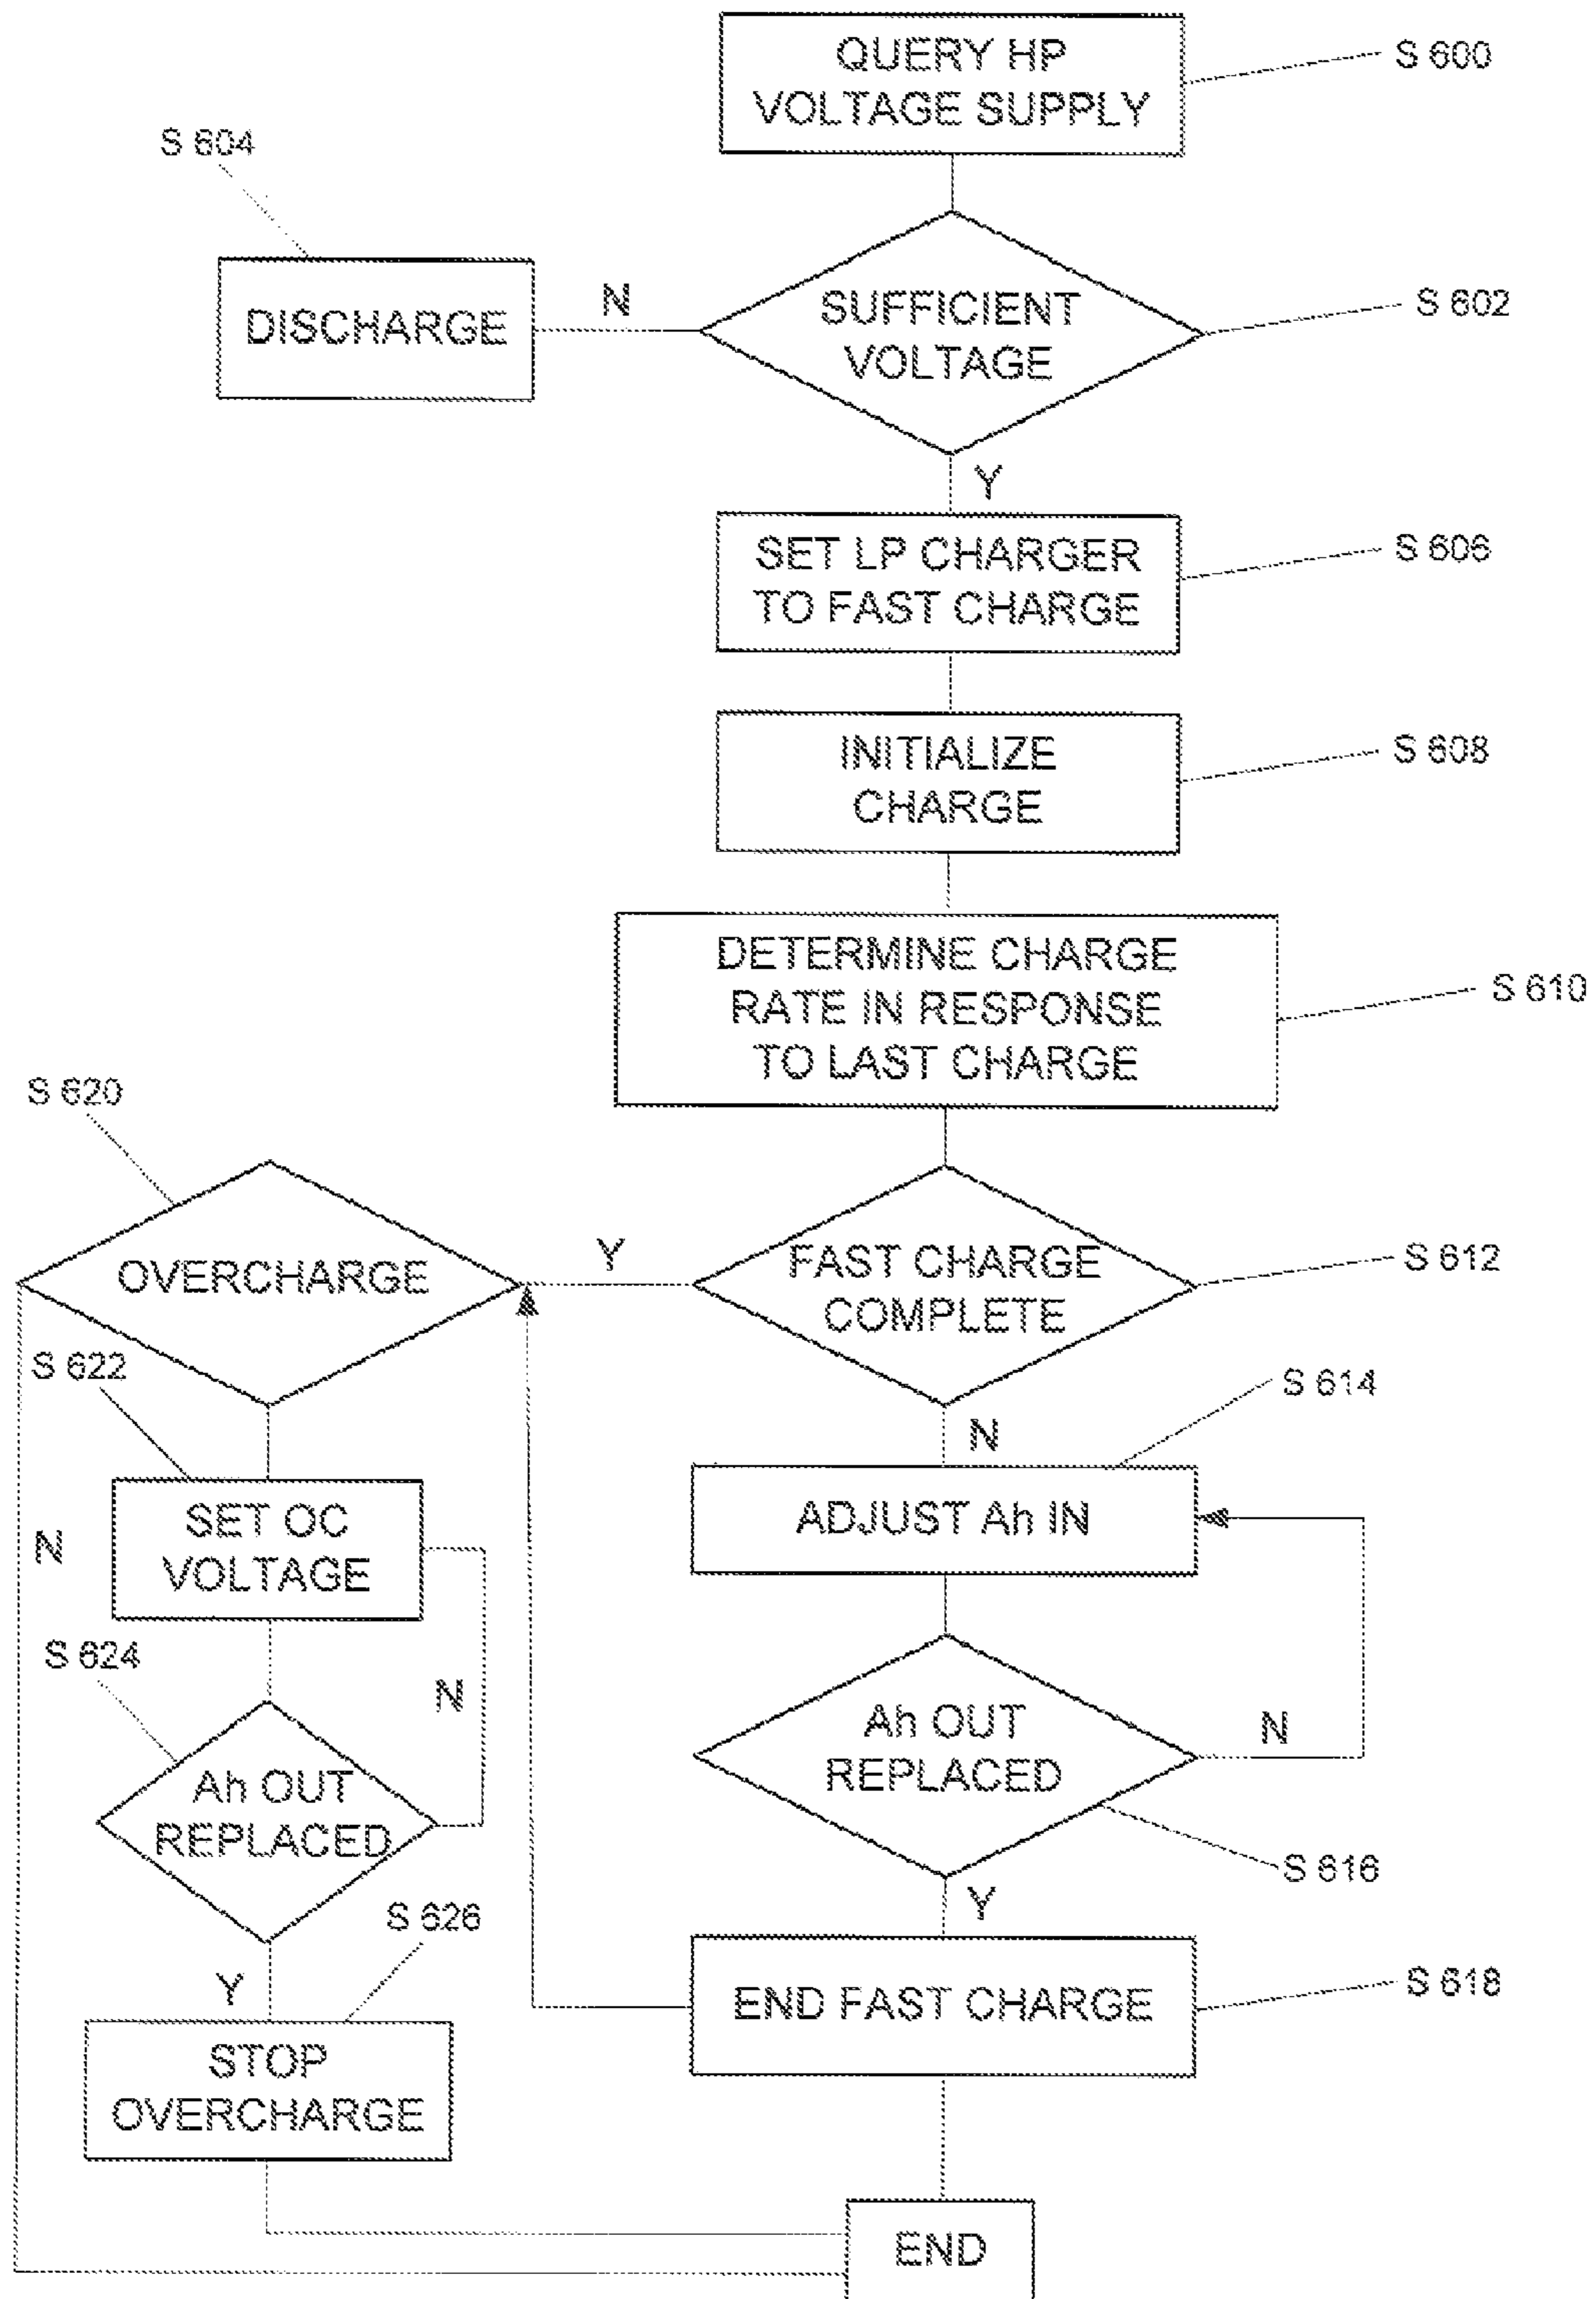 QUERY HP
VOLTAGE SUPPLY
S 600
S 604
DISCHARGE
N
SUFFICIENT
VOLTAGE
S 602
Y
SET LP CHARGER
TO FAST CHARGE
S 606
INITIALIZE
CHARGE
S 608
DETERMINE CHARGE
RATE IN RESPONSE
TO LAST CHARGE
S 610
S 620
OVERCHARGE
Y
FAST CHARGE
COMPLETE
S 612
S 622
N
S 614
SET OC
VOLTAGE
N
ADJUST Ah IN
S 624
N
Ah OUT
REPLACED
Ah OUT
REPLACED
N
S 616
S 626
Y
Y
END FAST CHARGE
S 618
STOP
OVERCHARGE
END